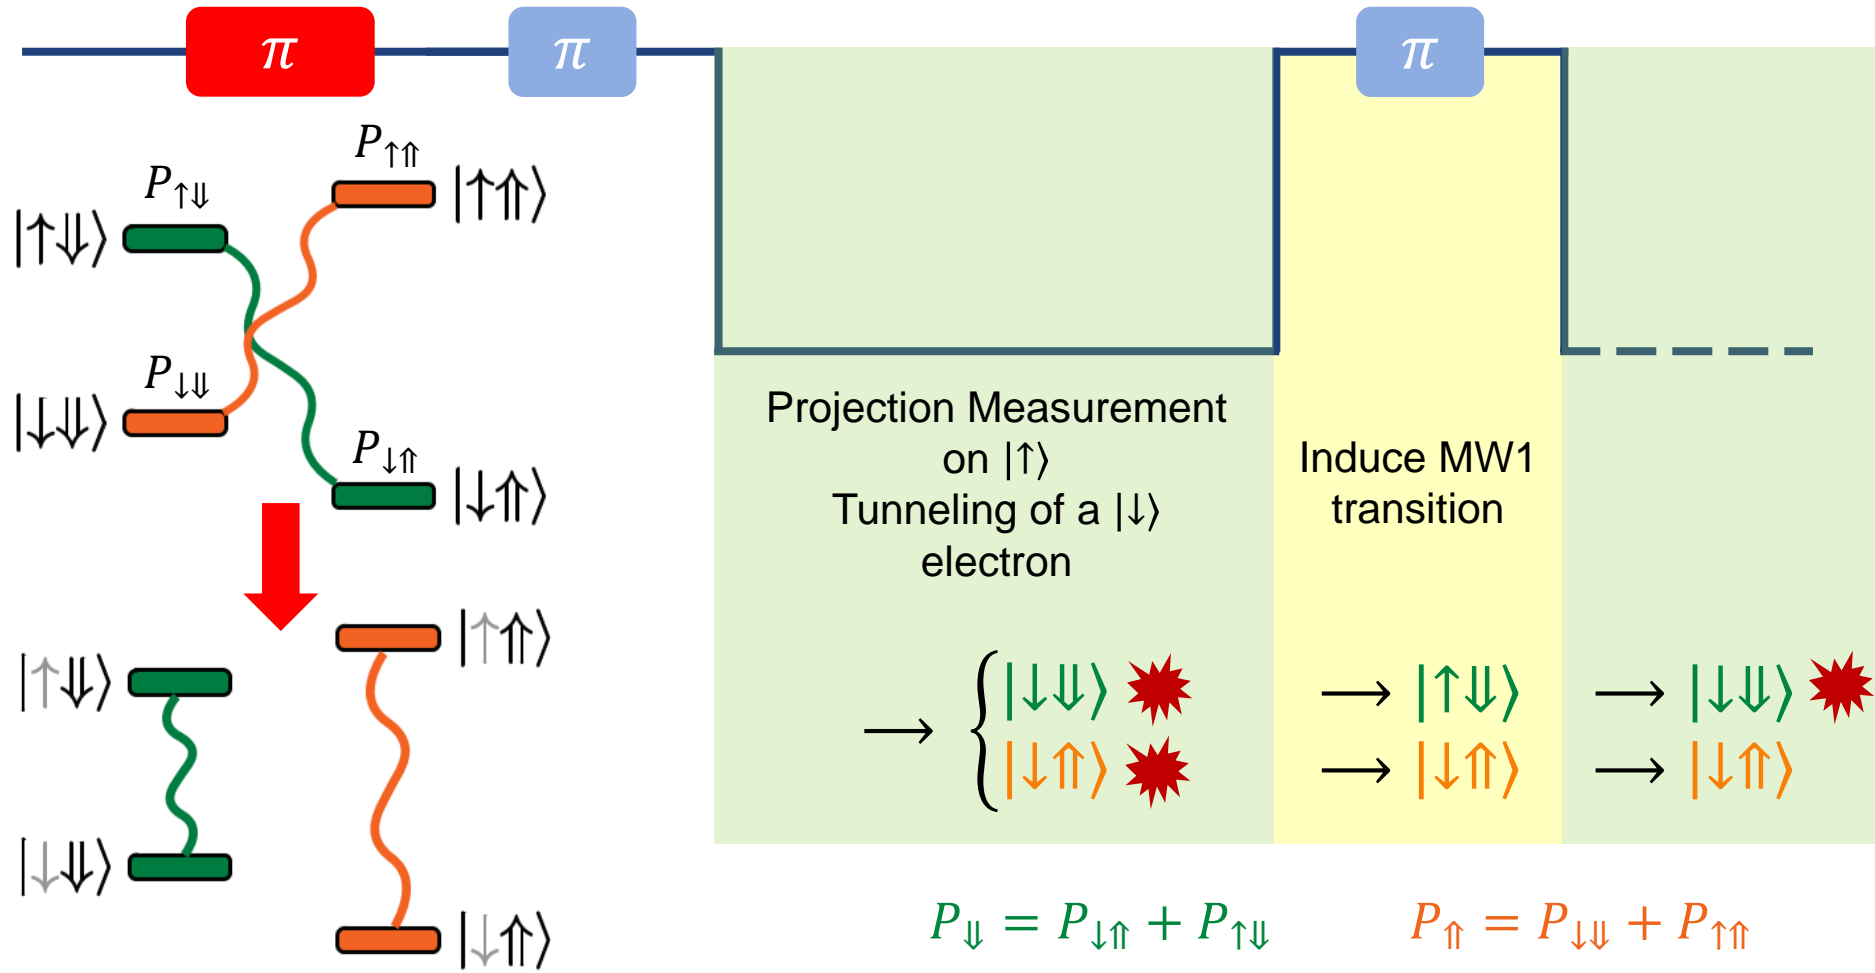 π π π
P↑⇑
P↑⇓
|↑⇑⟩
|↑⇓⟩
P↓⇓
|↓⇓⟩
P↓⇑
|↓⇑⟩
|↑⇑⟩
|↑⇓⟩
|↓⇓⟩
|↓⇑⟩
Projection Measurement
on |↑⟩
Tunneling of a |↓⟩
electron
Induce MW1
transition
→ { |↓⇓⟩ → |↑⇓⟩ → |↓⇓⟩
|↓⇑⟩ → |↓⇑⟩ → |↓⇑⟩
P⇓ = P↓⇑ + P↑⇓ P⇑ = P↓⇓ + P↑⇑